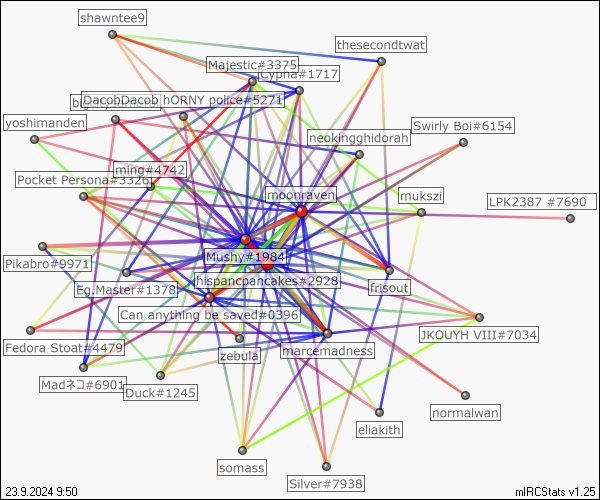 shawntee9
thesecondtwat
Majestic#3375
Cypha#1717
DacobDacob
hORNY police#5271
yoshimanden
Swirly Boi#6154
neokingghidorah
ming#4742
Pocket Persona#3326
moonraven
mukszi
LPK2387 #7690
Mushy#1984
Pikabro#9971
hispancpancakes#2928
Eg.Master#1378
frisout
Can anything be saved#0396
JKOUYH VIII#7034
Fedora Stoat#4479
zebula
marcemadness
Madネコ#6901
Duck#1245
normalwan
eliakith
somass
Silver#7938
23.9.2024 9:50
mIRCStats v1.25